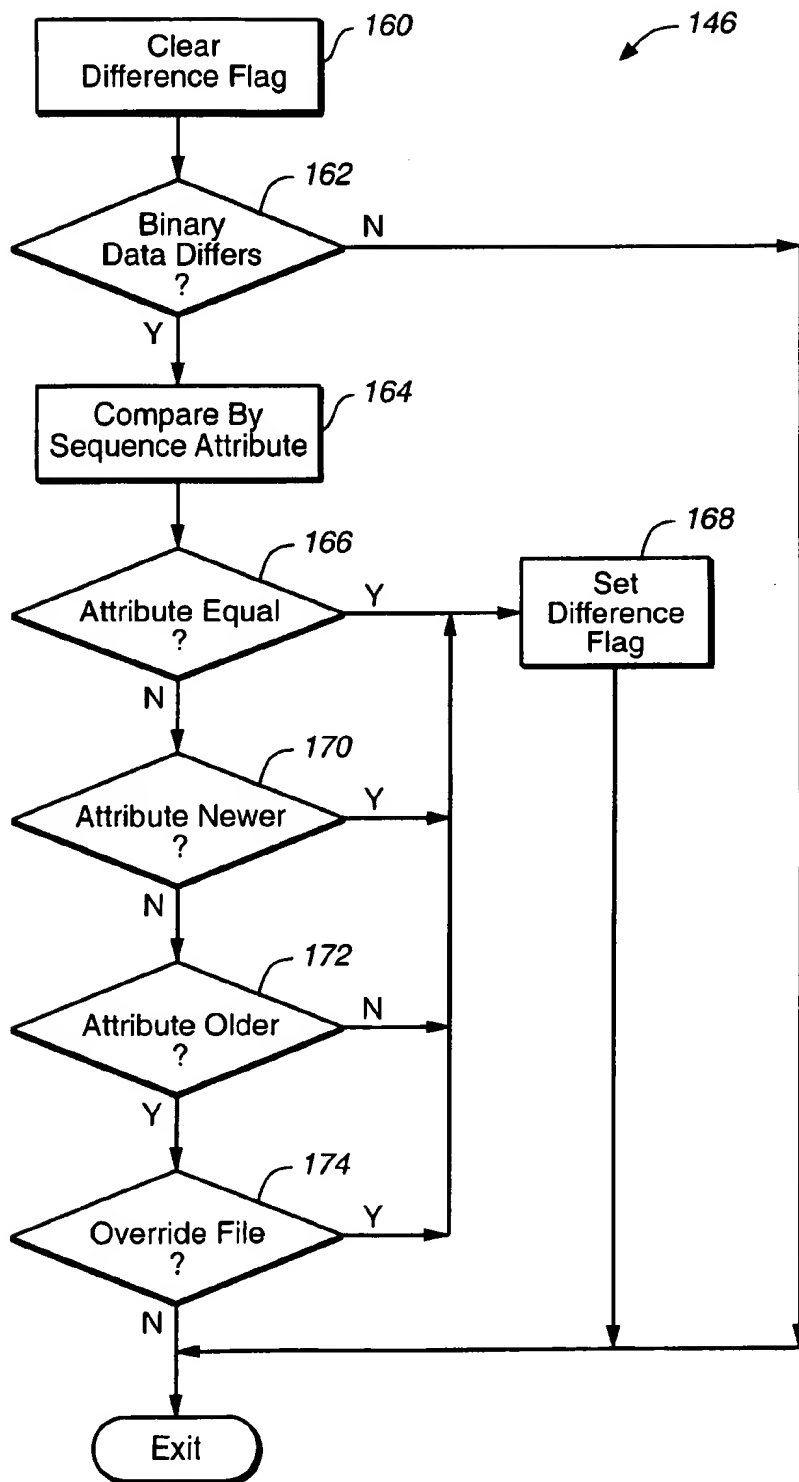 Clear
Difference Flag
160
146
162
Binary
Data Differs
?
N
Y
164
Compare By
Sequence Attribute
166
Attribute Equal
?
Y
N
168
Set
Difference
Flag
170
Attribute Newer
?
Y
N
172
Attribute Older
?
N
Y
174
Override File
?
Y
N
Exit